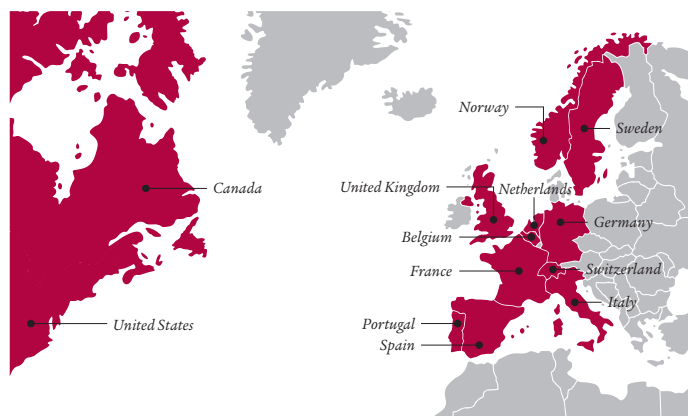 Norway
Sweden
Canada
United Kingdom
Netherlands
Germany
Belgium
France
Switzerland
Italy
United States
Portugal
Spain